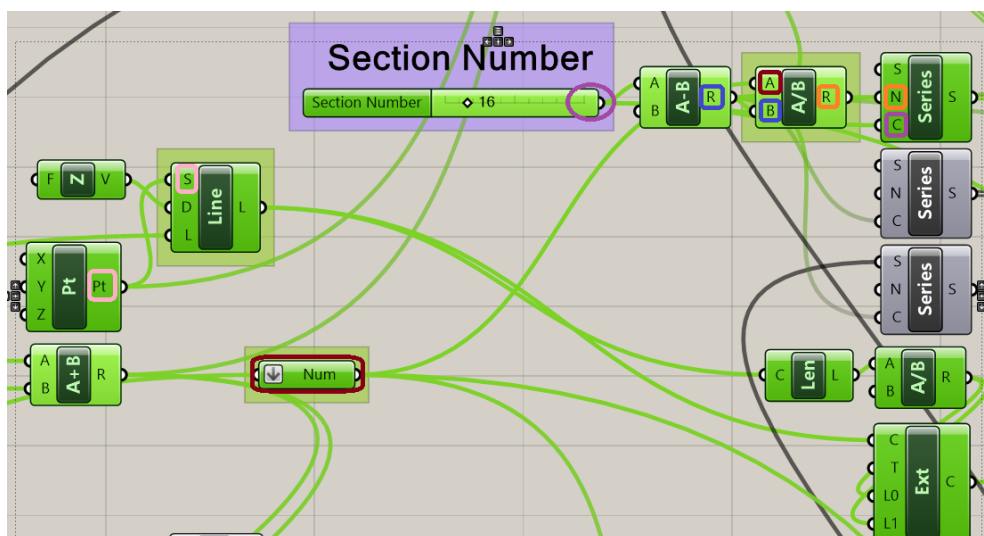 Section Number
Section Number 16
A
B
A-B
R
A
B
A/B
R
S
N
C
Series
S
F
Z
V
S
D
L
Line
L
S
N
C
Series
S
X
Y
Z
Pt
Pt
S
N
C
Series
S
A
B
A+B
R
Num
C
Len
L
A
B
A/B
R
C
T
L0
L1
Ext
C